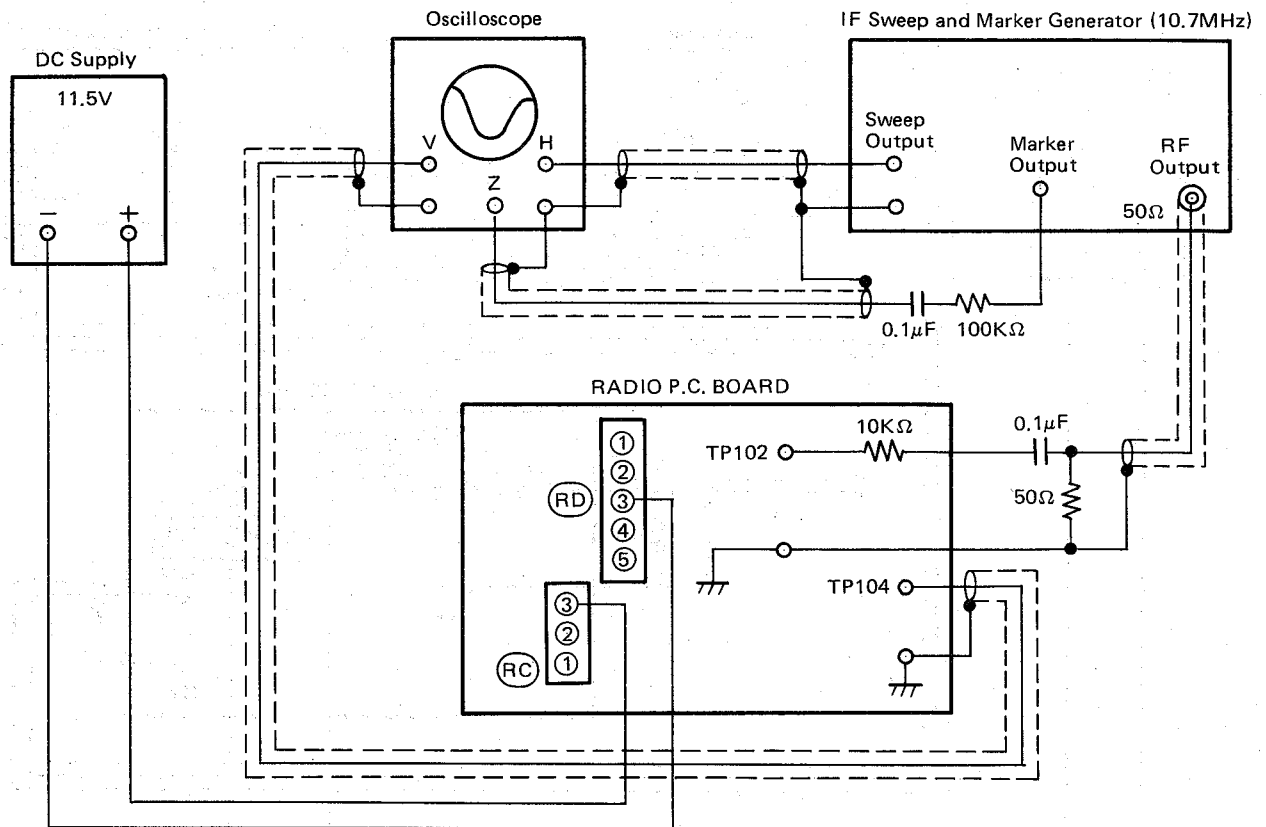 Oscilloscope
IF Sweep and Marker Generator (10.7MHz)
DC Supply
11.5V
− +
V
H
Z
Sweep
Output
Marker
Output
RF
Output
50Ω
0.1μF
100KΩ
RADIO P.C. BOARD
TP102
10KΩ
0.1μF
50Ω
RD
1
2
3
4
5
TP104
RC
3
2
1